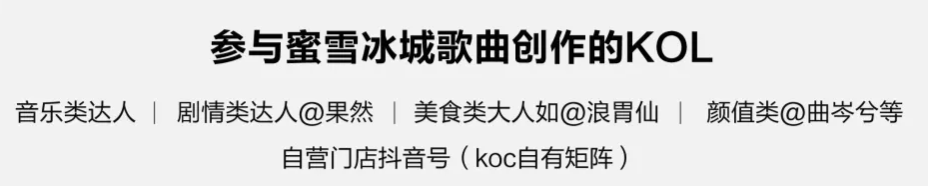 参与蜜雪冰城歌曲创作的KOL
音乐类达人 | 剧情类达人@果然 | 美食类大人如@浪胃仙 | 颜值类@曲岑兮等
自营门店抖音号（koc自有矩阵）